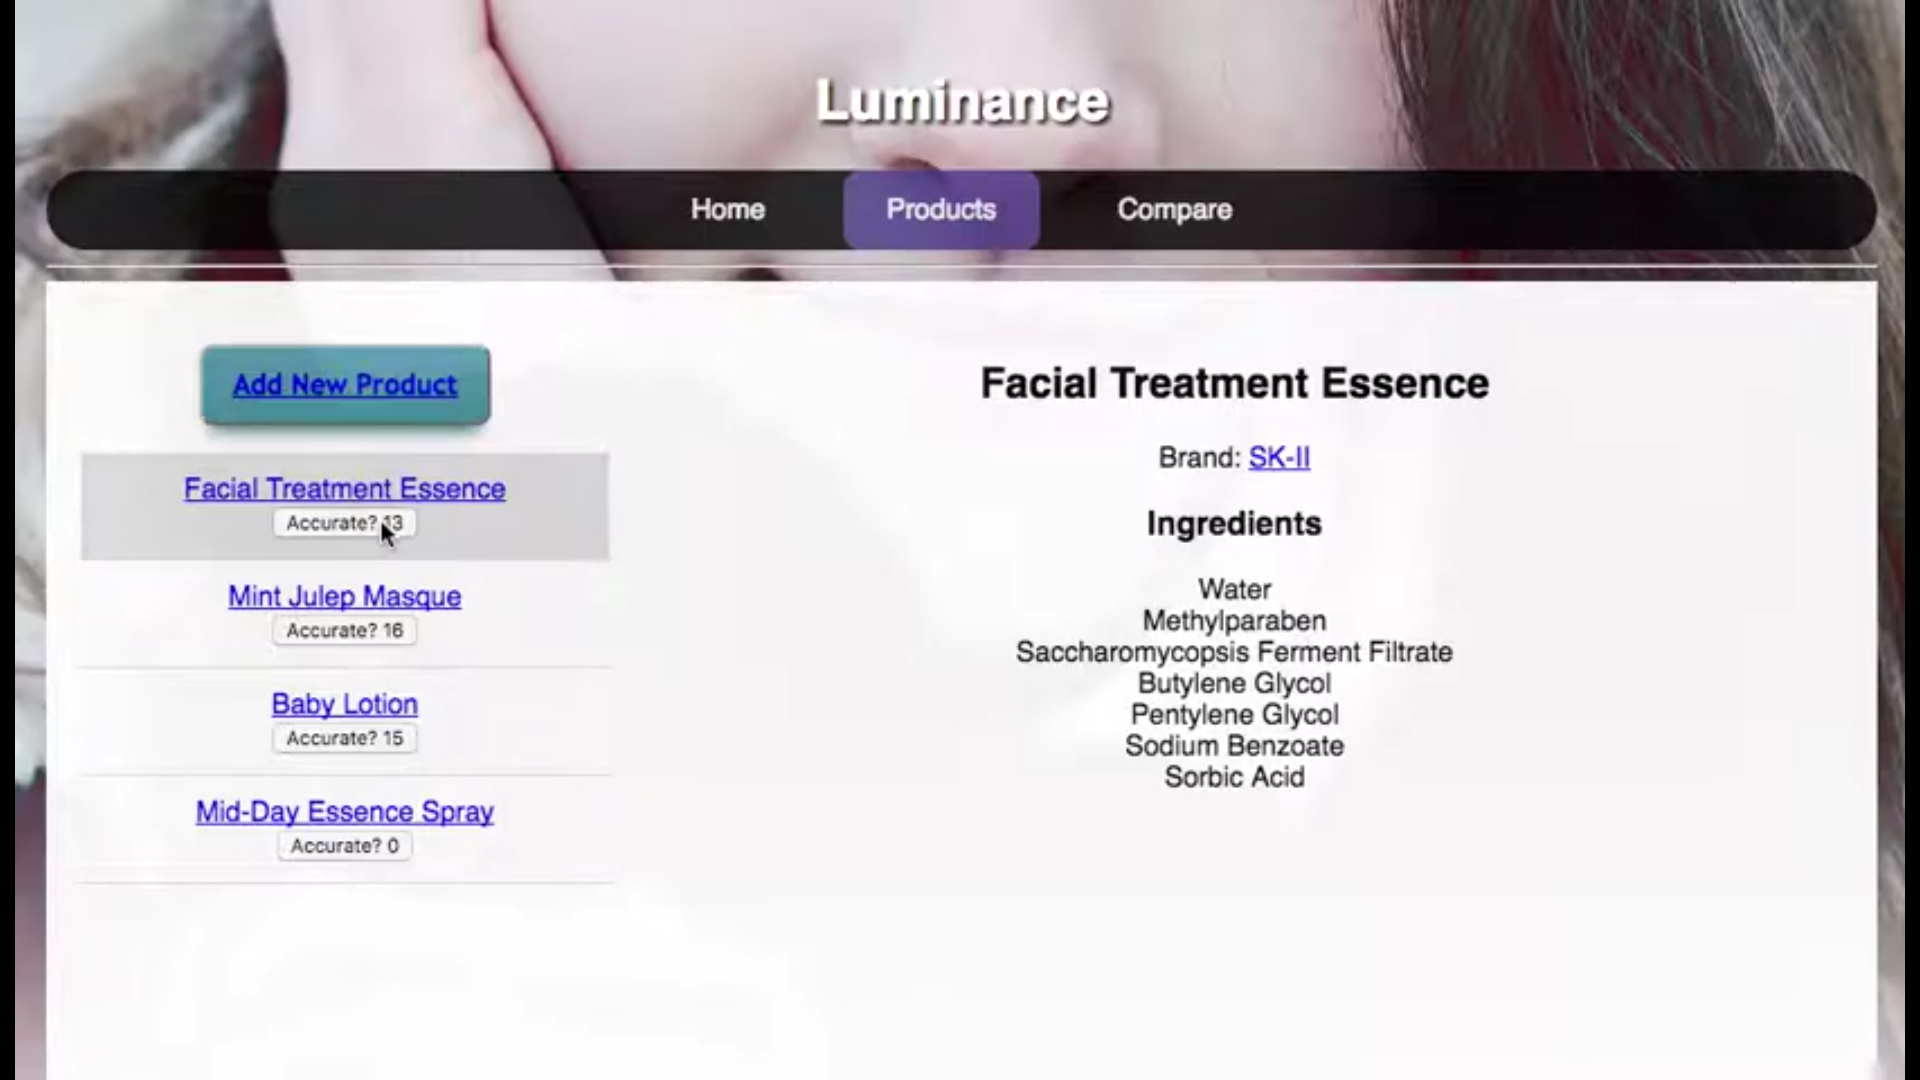 Luminance
Home Products Compare
Add New Product
Facial Treatment Essence
Accurate? 13
Mint Julep Masque
Accurate? 16
Baby Lotion
Accurate? 15
Mid-Day Essence Spray
Accurate? 0
Facial Treatment Essence
Brand: SK-II
Ingredients
Water
Methylparaben
Saccharomycopsis Ferment Filtrate
Butylene Glycol
Pentylene Glycol
Sodium Benzoate
Sorbic Acid